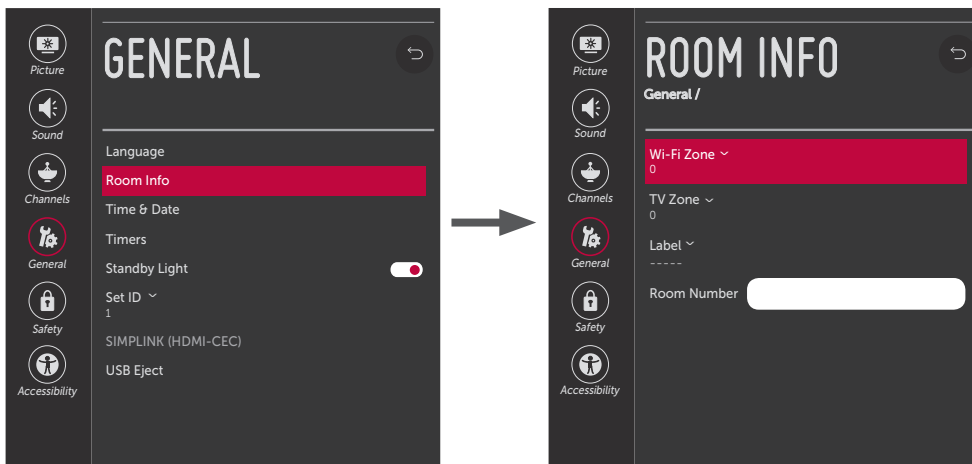 GENERAL
Picture
Sound
Channels
General
Safety
Accessibility
Language
Room Info
Time & Date
Timers
Standby Light
Set ID
1
SIMPLINK (HDMI-CEC)
USB Eject
ROOM INFO
General /
Picture
Sound
Channels
General
Safety
Accessibility
Wi-Fi Zone
0
TV Zone
0
Label
-----
Room Number